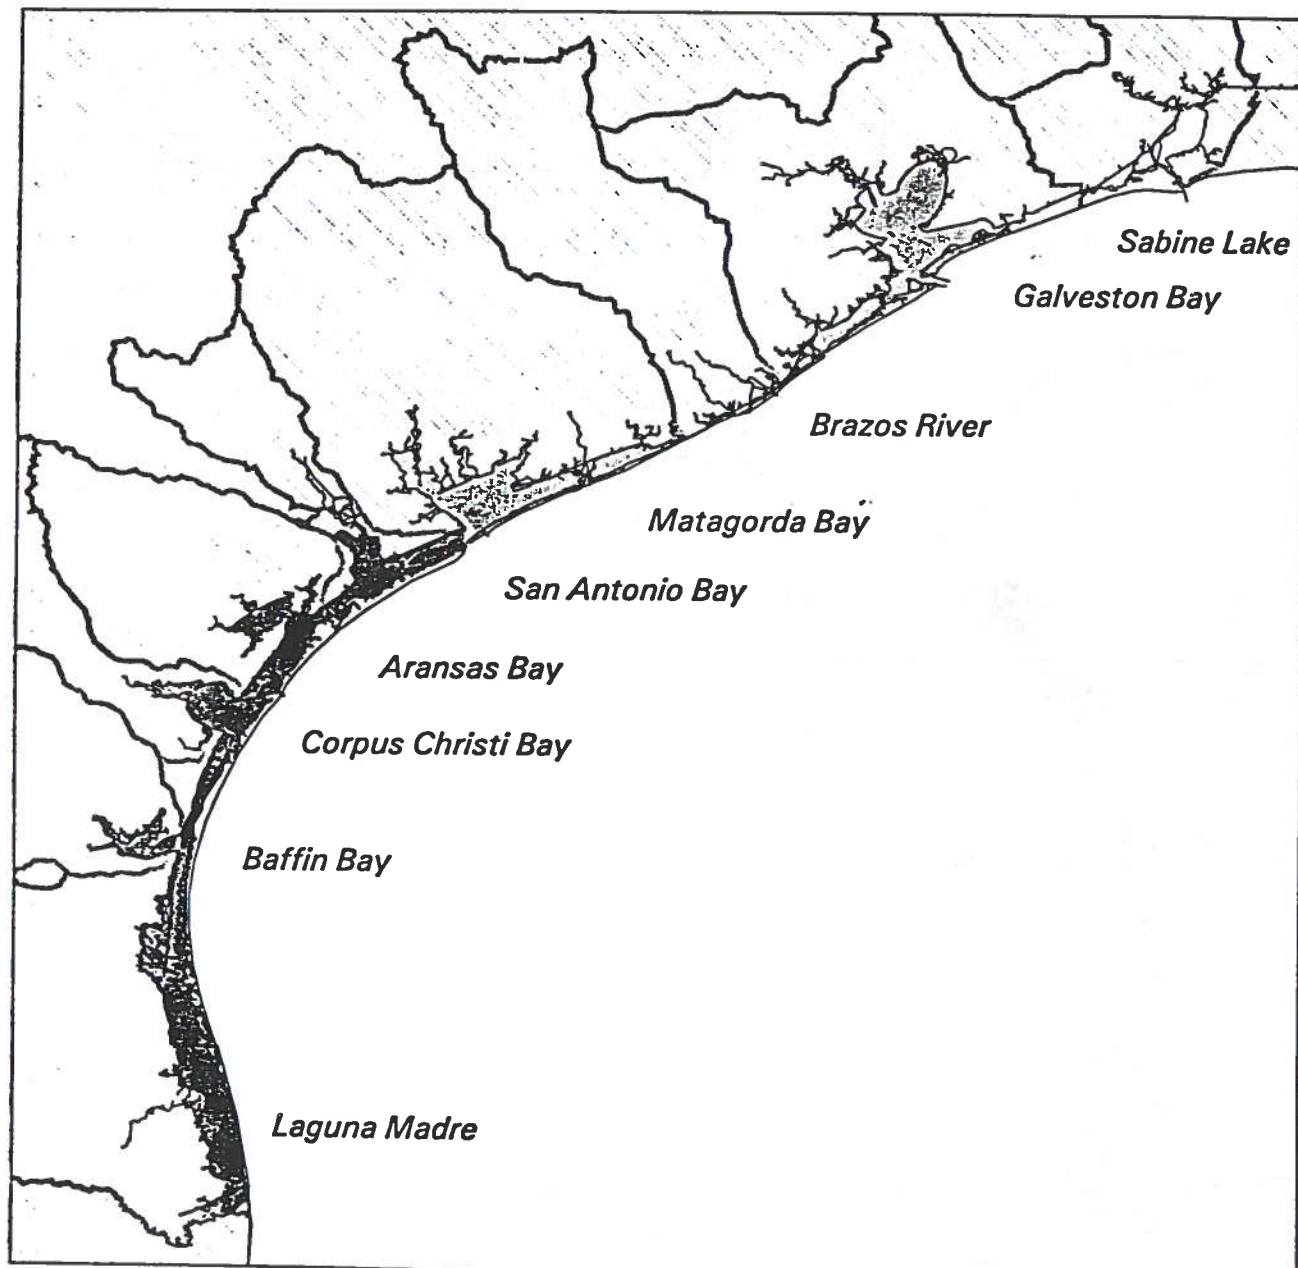 Sabine Lake
Galveston Bay
Brazos River
Matagorda Bay
San Antonio Bay
Aransas Bay
Corpus Christi Bay
Baffin Bay
Laguna Madre